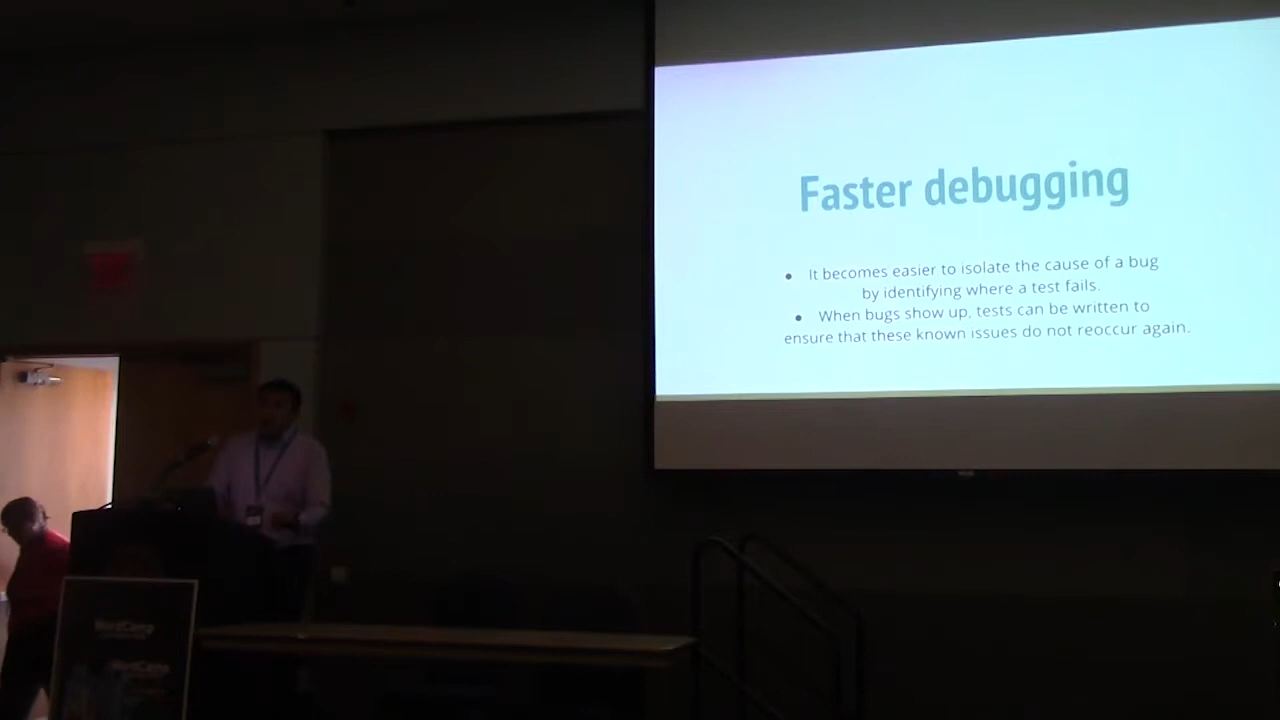 Faster debugging
● It becomes easier to isolate the cause of a bug
by identifying where a test fails.
● When bugs show up, tests can be written to
ensure that these known issues do not reoccur again.